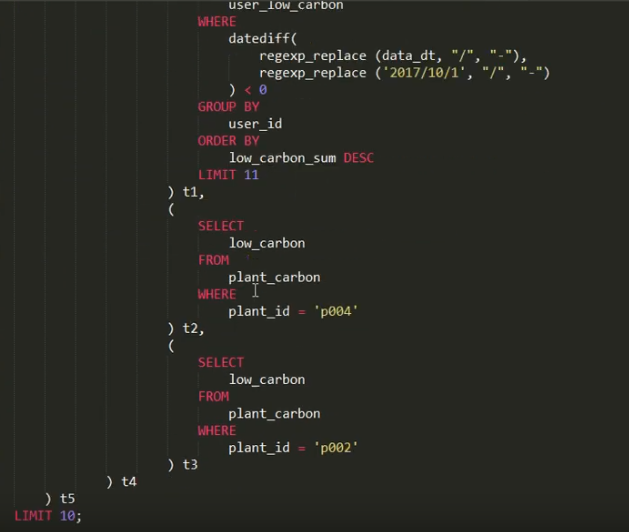 user_low_carbon
WHERE
datediff(
regexp_replace (data_dt, "/", "-"),
regexp_replace ('2017/10/1', "/", "-")
) < 0
GROUP BY
user_id
ORDER BY
low_carbon_sum DESC
LIMIT 11
) t1,
(
SELECT
low_carbon
FROM
plant_carbon
WHERE
plant_id = 'p004'
) t2,
(
SELECT
low_carbon
FROM
plant_carbon
WHERE
plant_id = 'p002'
) t3
) t4
) t5
LIMIT 10;